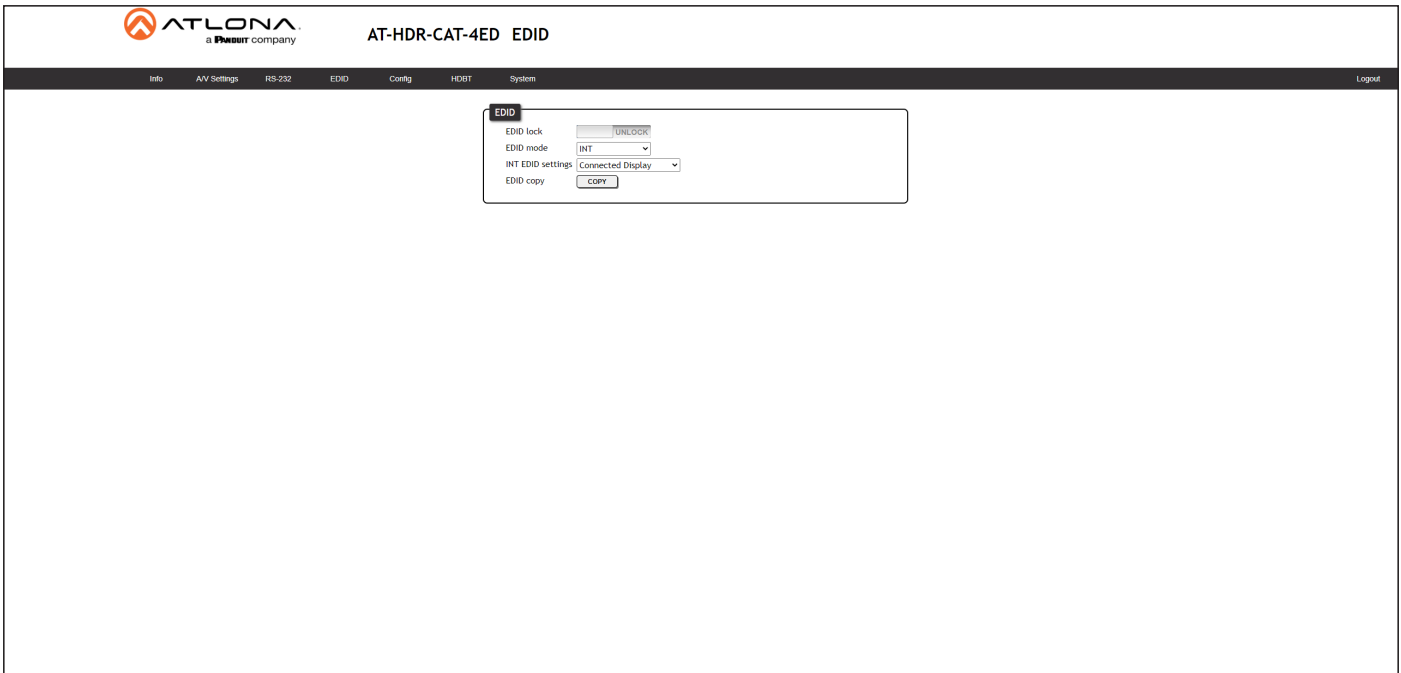 ATLONA.
a PANDUIT company
AT-HDR-CAT-4ED EDID
Info A/V Settings RS-232 EDID Config HDBT System Logout
EDID
EDID lock UNLOCK
EDID mode INT
INT EDID settings Connected Display
EDID copy COPY